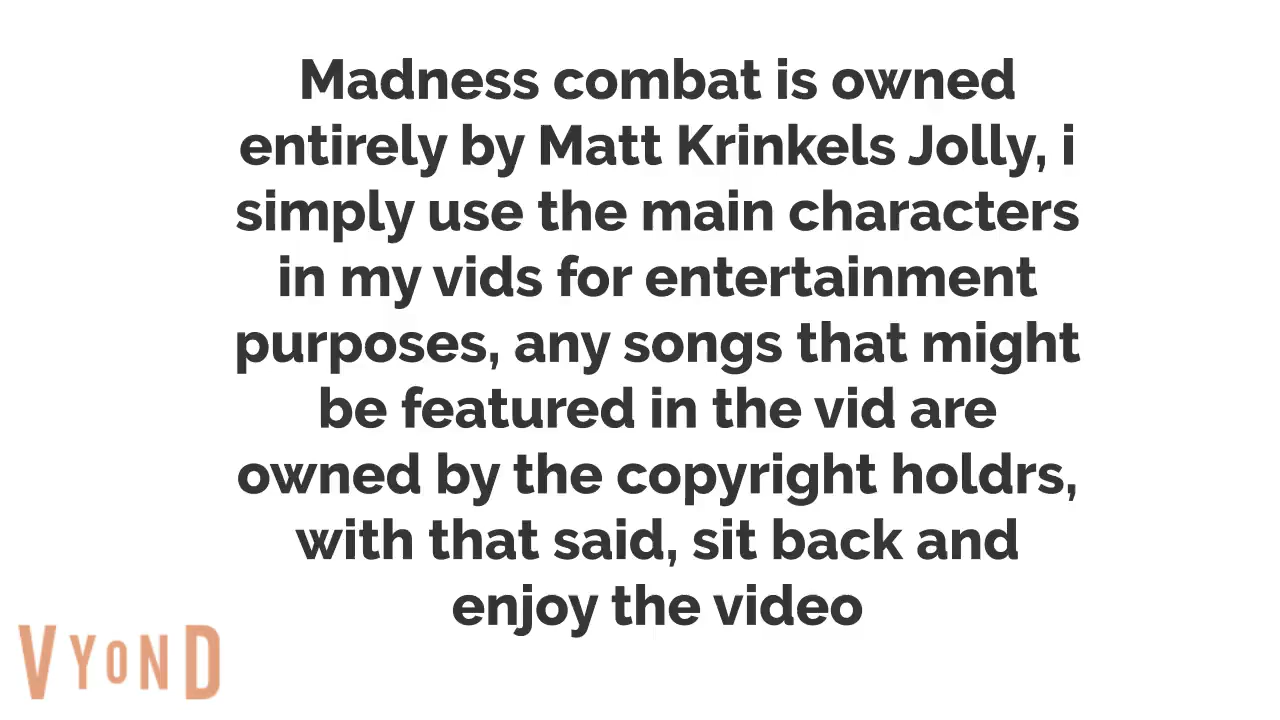 Madness combat is owned
entirely by Matt Krinkels Jolly, i
simply use the main characters
in my vids for entertainment
purposes, any songs that might
be featured in the vid are
owned by the copyright holdrs,
with that said, sit back and
enjoy the video
VYOND